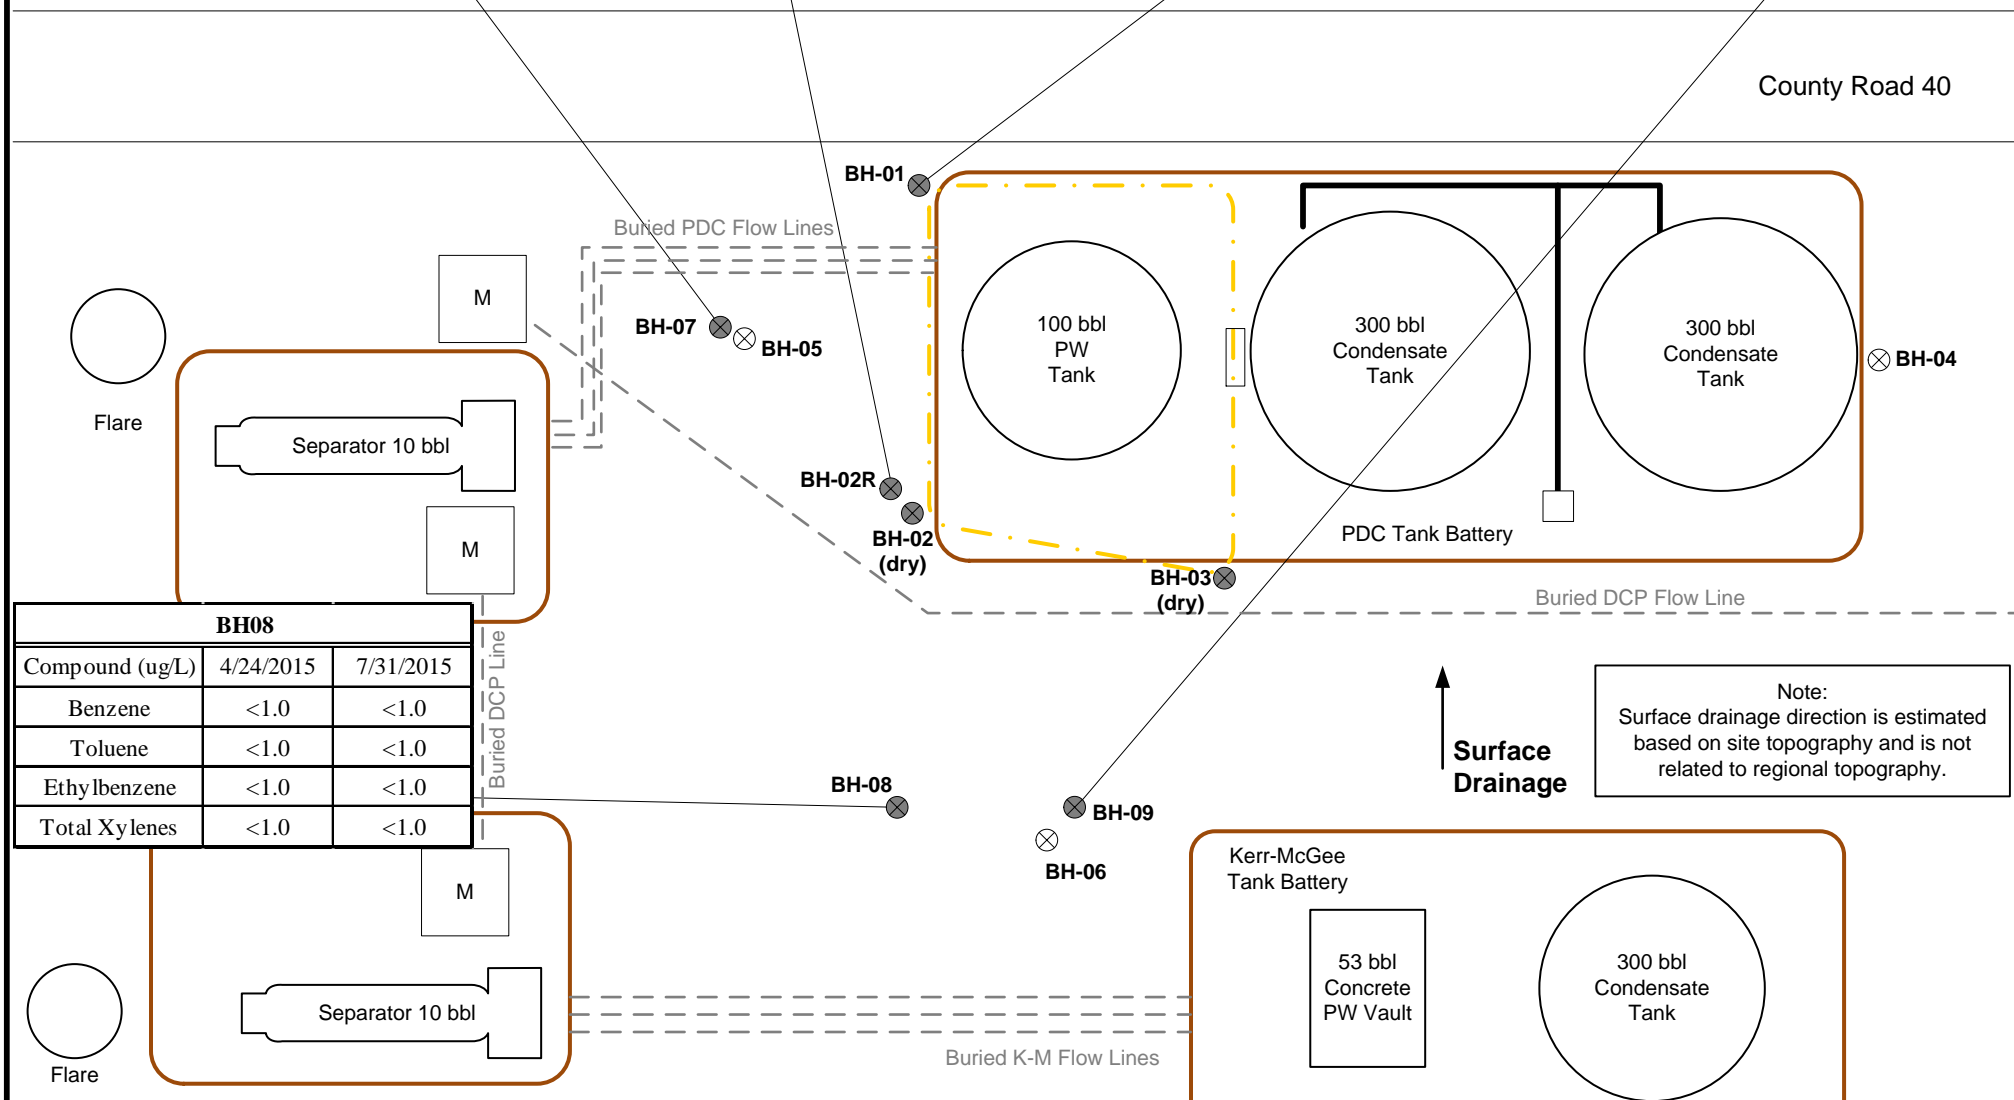 County Road 40
BH-01
Buried PDC Flow Lines
M
BH-07
BH-05
100 bbl
PW
Tank
300 bbl
Condensate
Tank
300 bbl
Condensate
Tank
BH-04
Flare
Separator 10 bbl
BH-02R
BH-02
(dry)
PDC Tank Battery
M
BH-03
(dry)
Buried DCP Flow Line
BH08
Compound (ug/L) 4/24/2015 7/31/2015
Benzene <1.0 <1.0
Toluene <1.0 <1.0
Ethylbenzene <1.0 <1.0
Total Xylenes <1.0 <1.0
Buried DCP Line
Surface
Drainage
Note:
Surface drainage direction is estimated
based on site topography and is not
related to regional topography.
BH-08
BH-09
BH-06
M
Kerr-McGee
Tank Battery
53 bbl
Concrete
PW Vault
300 bbl
Condensate
Tank
Separator 10 bbl
Buried K-M Flow Lines
Flare